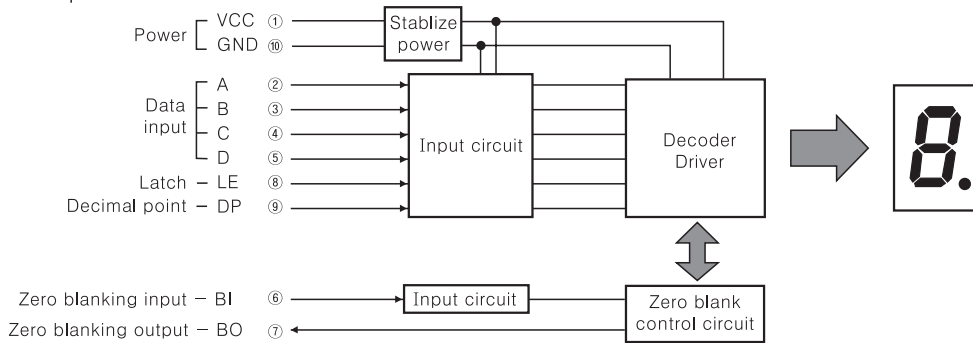 Power
VCC ①
GND ⑩
Stablize
power
Data
input
A ②
B ③
C ④
D ⑤
Latch – LE ⑧
Decimal point – DP ⑨
Input circuit
Decoder
Driver
8.
Zero blanking input – BI ⑥
Input circuit
Zero blank
control circuit
Zero blanking output – BO ⑦